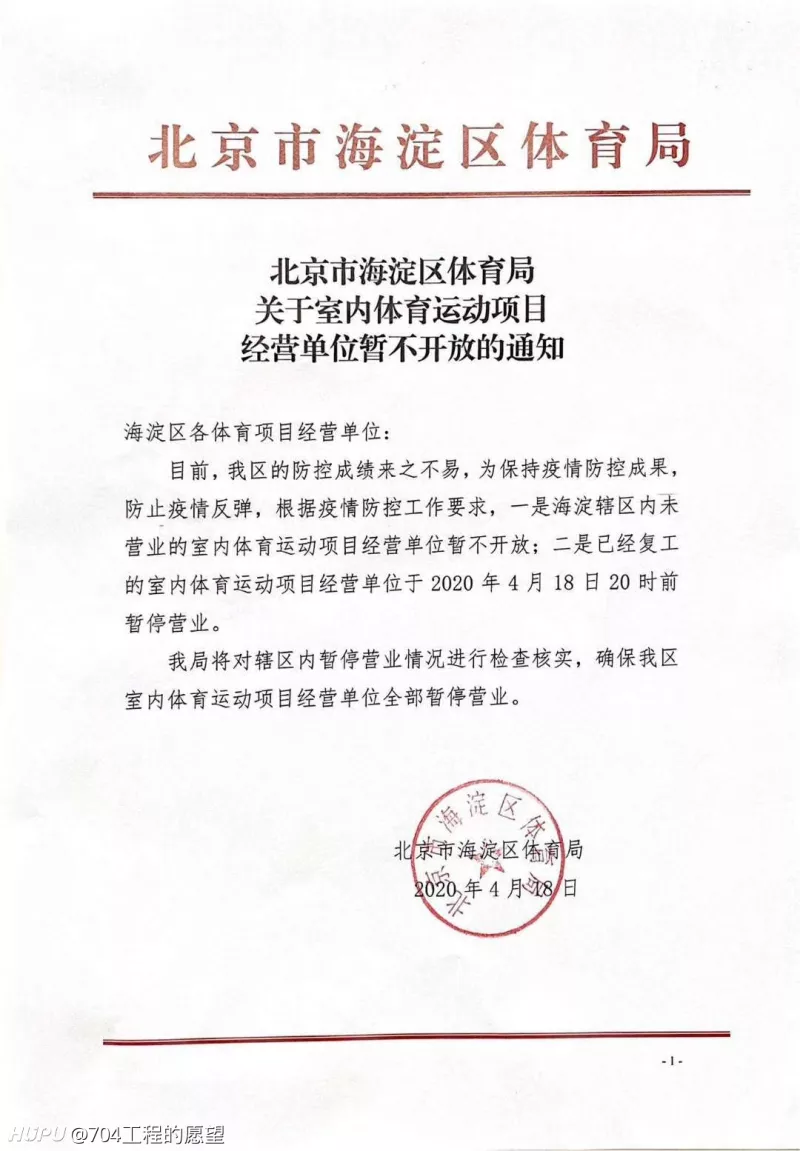 北京市海淀区体育局
北京市海淀区体育局
关于室内体育运动项目
经营单位暂不开放的通知
海淀区各体育项目经营单位：
目前，我区的防控成绩来之不易，为保持疫情防控成果，
防止疫情反弹，根据疫情防控工作要求，一是海淀辖区内未
营业的室内体育运动项目经营单位暂不开放；二是已经复工
的室内体育运动项目经营单位于 2020 年 4 月 18 日 20 时前
暂停营业。
我局将对辖区内暂停营业情况进行检查核实，确保我区
室内体育运动项目经营单位全部暂停营业。
北京市海淀区体育局
北京市海淀区体育局
2020 年 4 月 18 日
-1-
HUPU @704工程的愿望